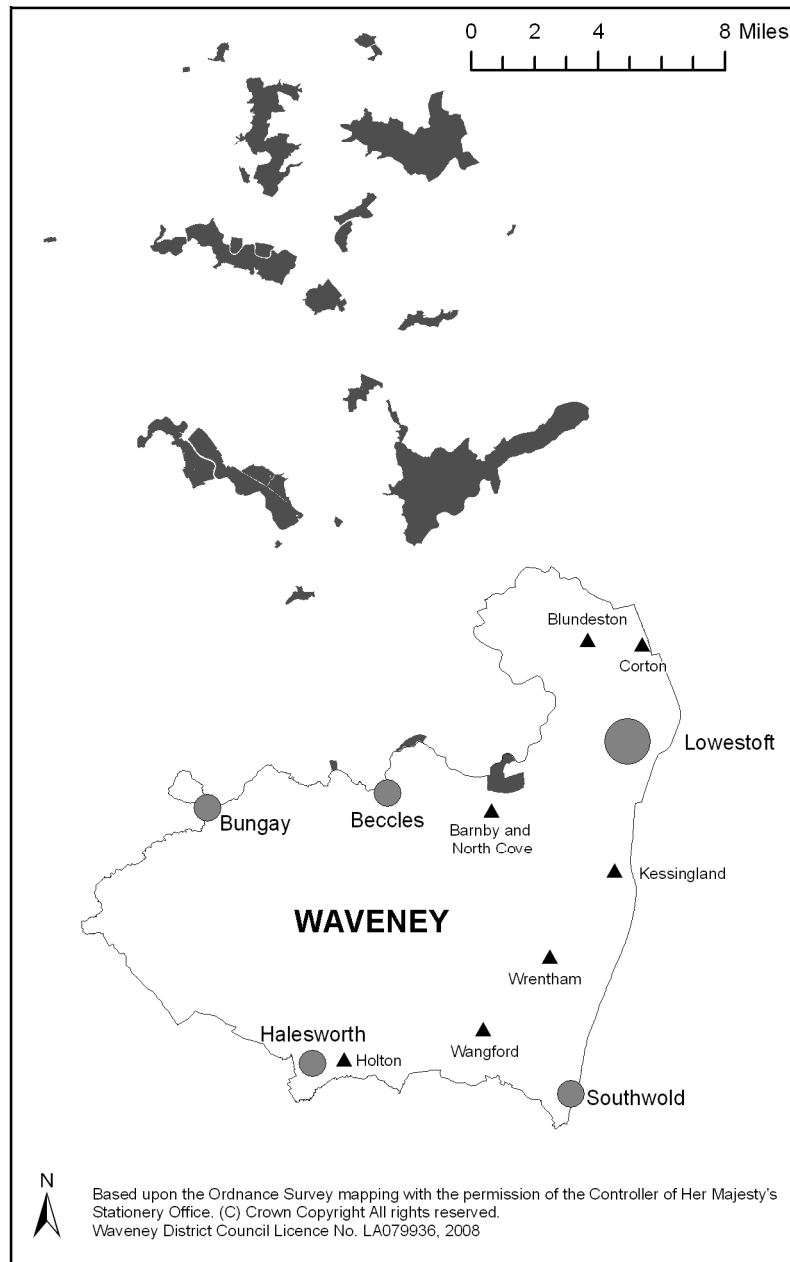 0 2 4 8 Miles
Blundeston
Corton
Lowestoft
Bungay
Beccles
Barnby and
North Cove
Kessingland
WAVENEY
Wrentham
Halesworth
Holton
Wangford
Southwold
N
Based upon the Ordnance Survey mapping with the permission of the Controller of Her Majesty's
Stationery Office. (C) Crown Copyright All rights reserved.
Waveney District Council Licence No. LA079936, 2008